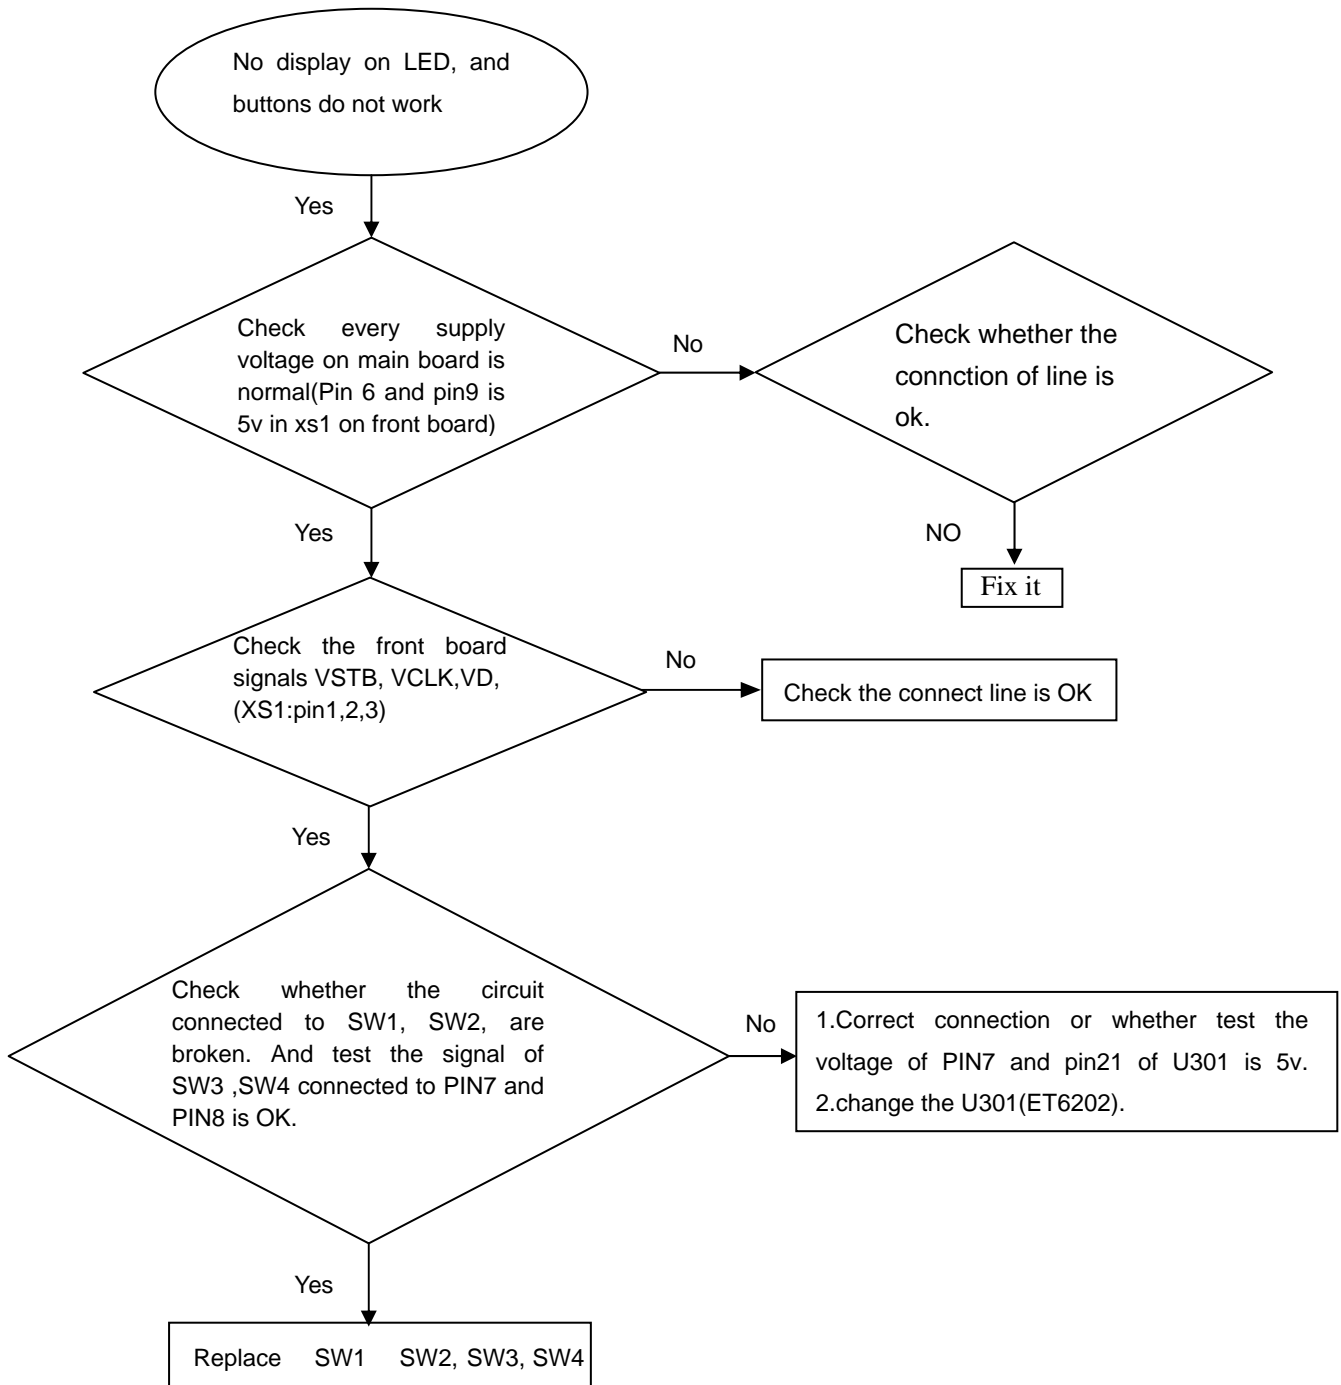 No display on LED, and
buttons do not work
Yes
Check every supply
voltage on main board is
normal(Pin 6 and pin9 is
5v in xs1 on front board)
No
Check whether the
connction of line is
ok.
Yes
NO
Fix it
Check the front board
signals VSTB, VCLK,VD,
(XS1:pin1,2,3)
No
Check the connect line is OK
Yes
Check whether the circuit
connected to SW1, SW2, are
broken. And test the signal of
SW3 ,SW4 connected to PIN7 and
PIN8 is OK.
No
1.Correct connection or whether test the
voltage of PIN7 and pin21 of U301 is 5v.
2.change the U301(ET6202).
Yes
Replace SW1 SW2, SW3, SW4